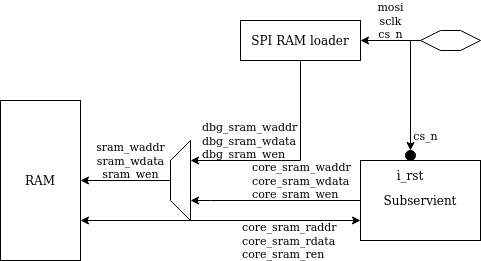 mosi
sclk
cs_n
SPI RAM loader
cs_n
dbg_sram_waddr
dbg_sram_wdata
dbg_sram_wen
sram_waddr
sram_wdata
sram_wen
core_sram_waddr
core_sram_wdata
core_sram_wen
RAM
i_rst
Subservient
core_sram_raddr
core_sram_rdata
core_sram_ren